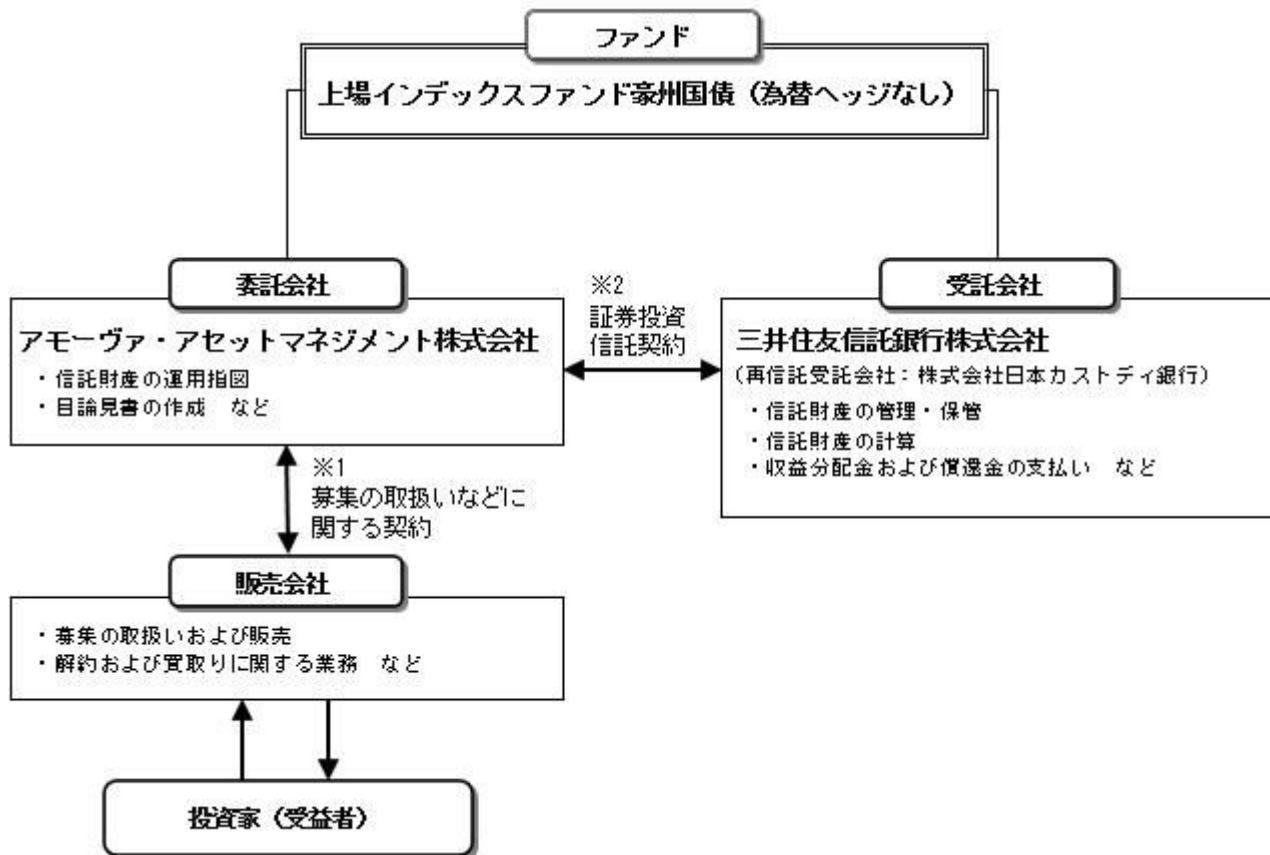 ファンド
上場インデックスファンド豪州国債（為替ヘッジなし）
委託会社
アモーヴァ・アセットマネジメント株式会社
・信託財産の運用指図
・目論見書の作成　など
※2
証券投資
信託契約
受託会社
三井住友信託銀行株式会社
（再信託受託会社：株式会社日本カストディ銀行）
・信託財産の管理・保管
・信託財産の計算
・収益分配金および償還金の支払い　など
※1
募集の取扱いなどに
関する契約
販売会社
・募集の取扱いおよび販売
・解約および買取りに関する業務　など
投資家（受益者）